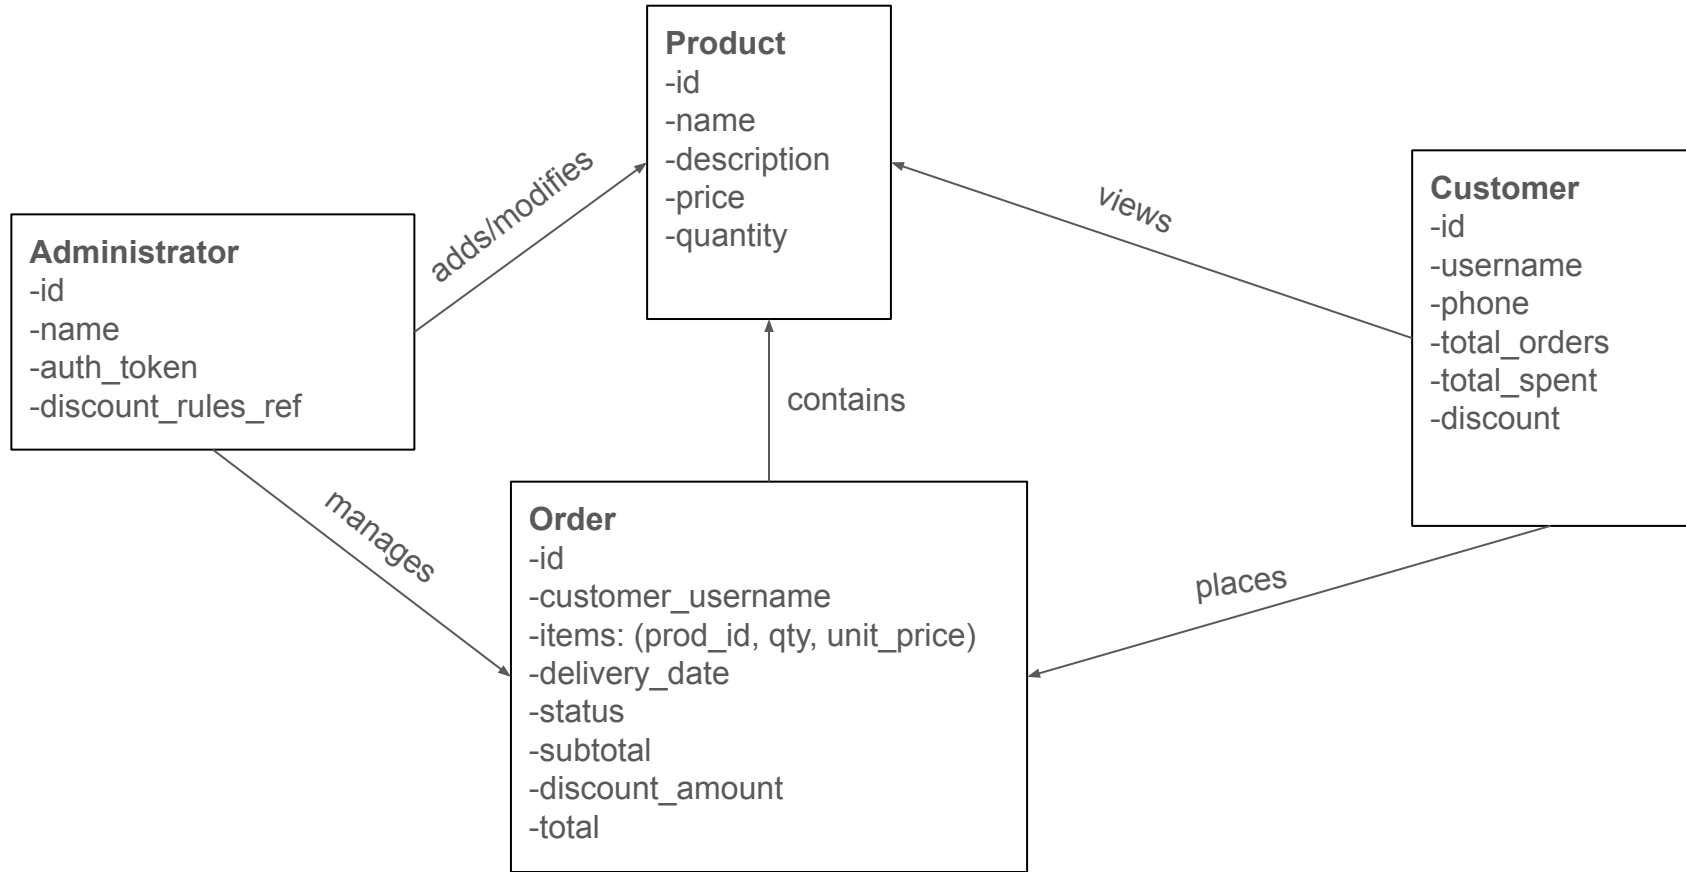 Product
-id
-name
-description
-price
-quantity
adds/modifies
views
Administrator
-id
-name
-auth_token
-discount_rules_ref
Customer
-id
-username
-phone
-total_orders
-total_spent
-discount
contains
manages
places
Order
-id
-customer_username
-items: (prod_id, qty, unit_price)
-delivery_date
-status
-subtotal
-discount_amount
-total